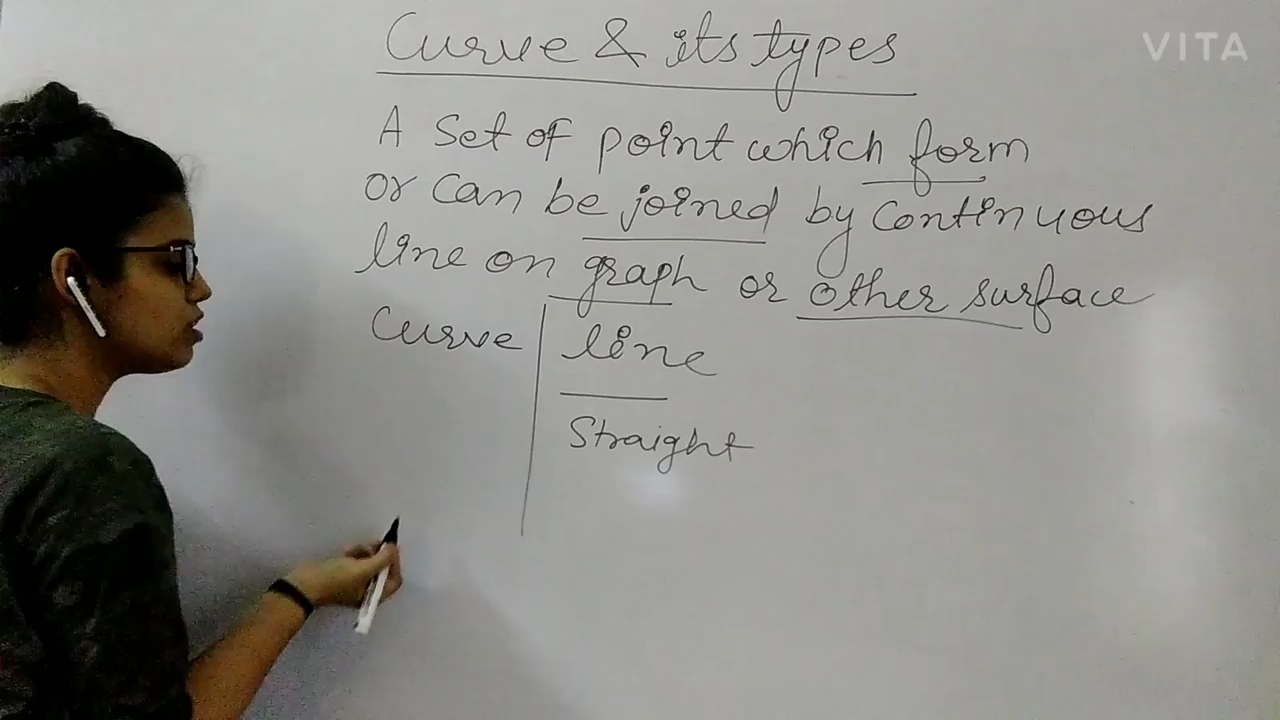 Curve & its types
VITA
A set of point which form
or can be joined by continuous
line on graph or other surface
Curve | line
Straight